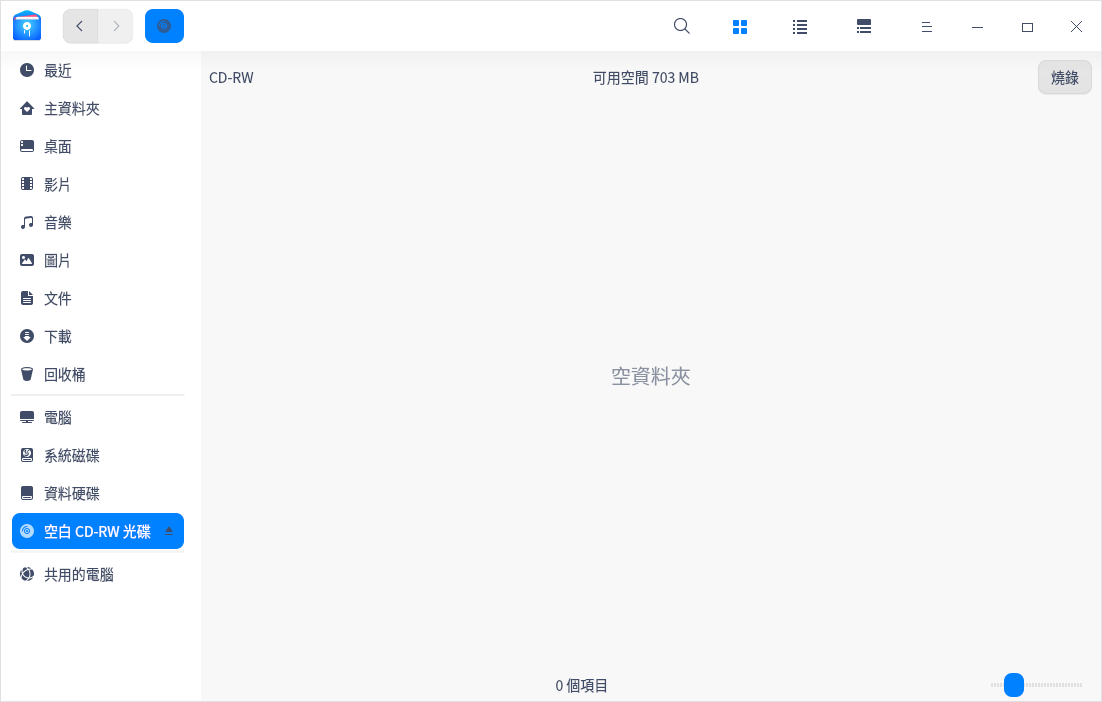 最近
主資料夾
桌面
影片
音樂
圖片
文件
下載
回收桶
電腦
系統磁碟
資料硬碟
空白 CD-RW 光碟
共用的電腦
CD-RW
可用空間 703 MB
燒錄
空資料夾
0 個項目